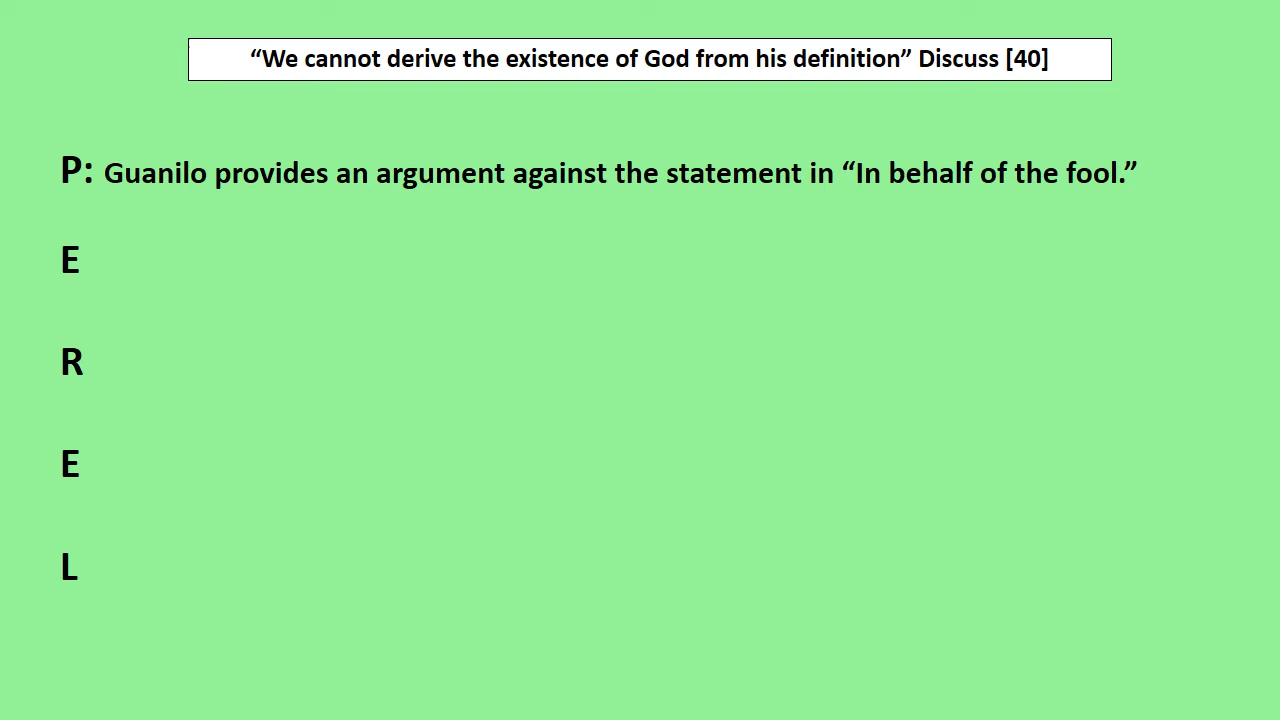 “We cannot derive the existence of God from his definition” Discuss [40]
P: Guanilo provides an argument against the statement in “In behalf of the fool.”
E
R
E
L